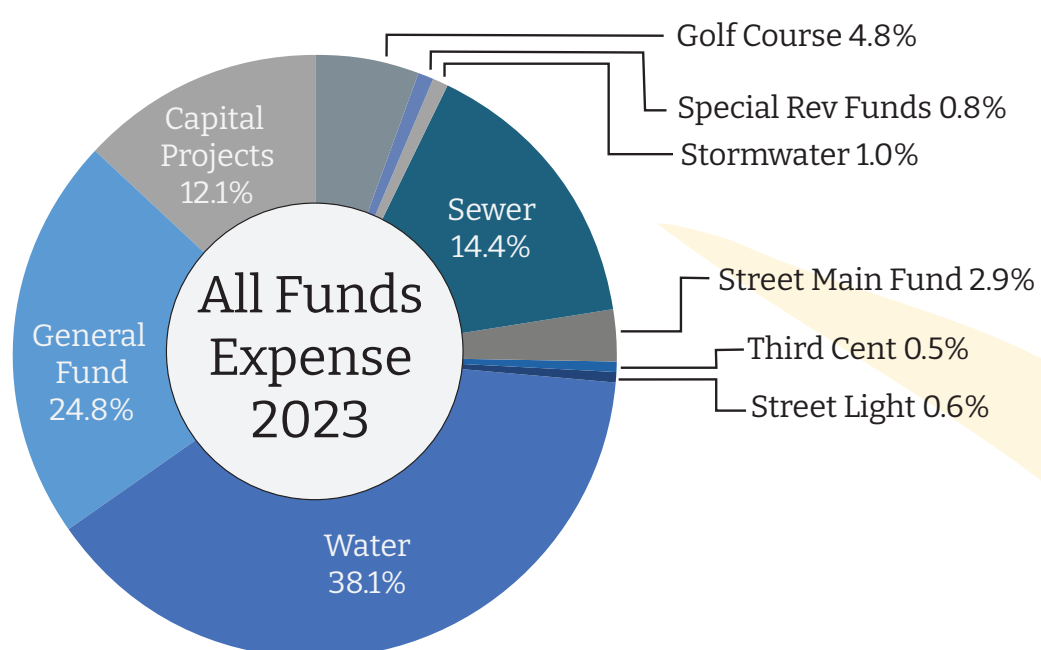 Golf Course 4.8%
Special Rev Funds 0.8%
Stormwater 1.0%
Capital
Projects
12.1%
Sewer
14.4%
Street Main Fund 2.9%
All Funds
Expense
2023
General
Fund
24.8%
Third Cent 0.5%
Street Light 0.6%
Water
38.1%